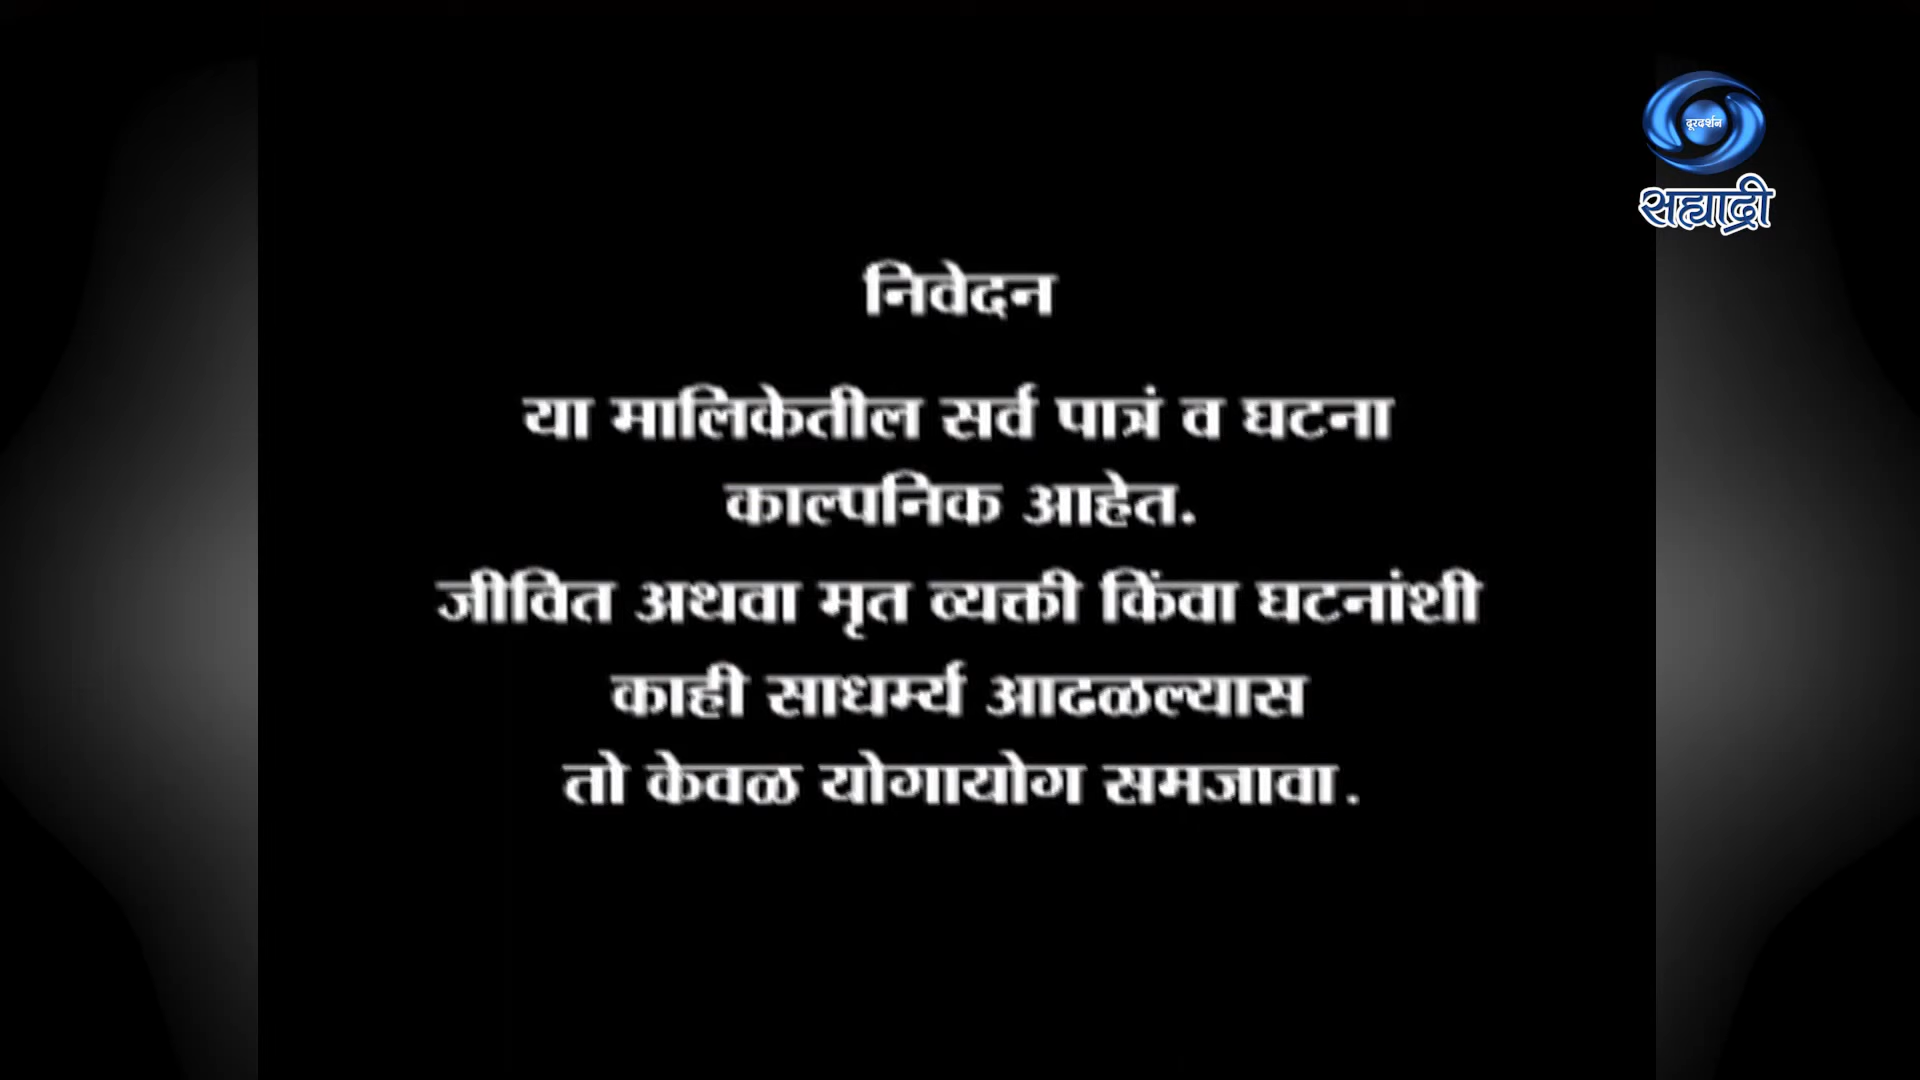 दूरदर्शन
सह्याद्री
निवेदन
या मालिकेतील सर्व पात्रं व घटना
काल्पनिक आहेत.
जीवित अथवा मृत व्यक्ती किंवा घटनांशी
काही साधर्म्य आढळल्यास
तो केवळ योगायोग समजावा.